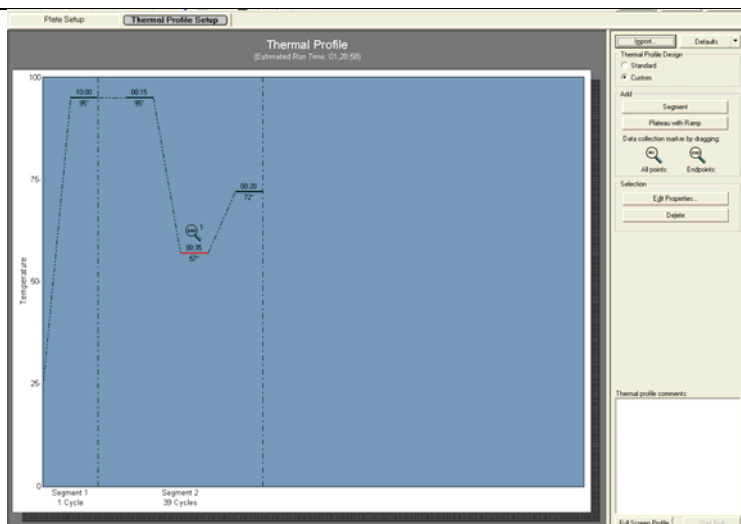 Plate Setup
Thermal Profile Setup
Thermal Profile
(Estimated Run Time, 01:28:58)
100
75
50
25
0
Temperature
10:00
95°
00:15
95°
1
00:35
57°
00:20
72°
Segment 1
1 Cycle
Segment 2
39 Cycles
Import...
Defaults
Thermal Profile Design
Standard
Custom
Add
Segment
Plateau with Ramp
Data collection marker by dragging:
All points:
Endpoints:
Selection
Edit Properties...
Delete
Thermal profile comments:
Full Screen Profile
Start Run